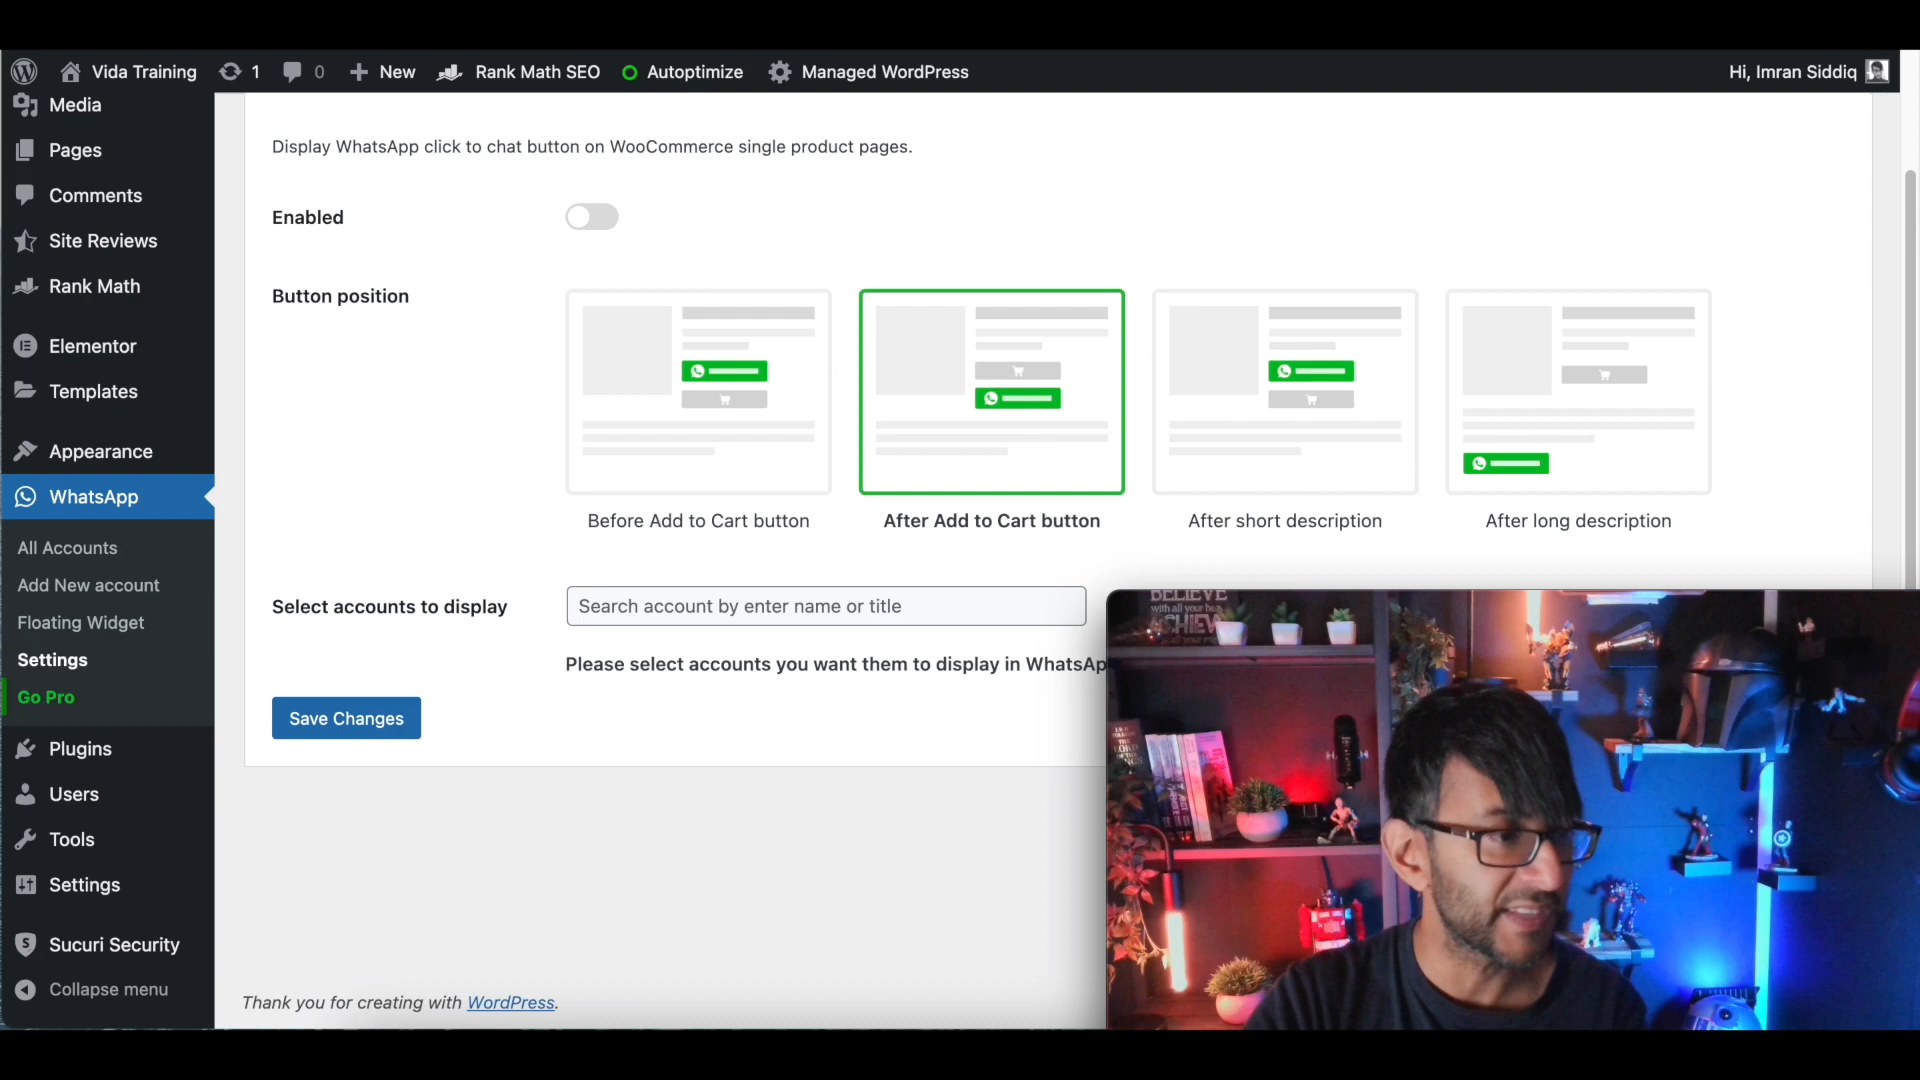 Vida Training 1 0 New Rank Math SEO Autoptimize Managed WordPress Hi, Imran Siddiq
Media
Pages
Comments
Site Reviews
Rank Math
Elementor
Templates
Appearance
WhatsApp
All Accounts
Add New account
Floating Widget
Settings
Go Pro
Plugins
Users
Tools
Settings
Sucuri Security
Collapse menu
Display WhatsApp click to chat button on WooCommerce single product pages.
Enabled
Button position
Before Add to Cart button
After Add to Cart button
After short description
After long description
Select accounts to display
Search account by enter name or title
Please select accounts you want them to display in WhatsAp
Save Changes
Thank you for creating with WordPress.
BELIEVE
with all your